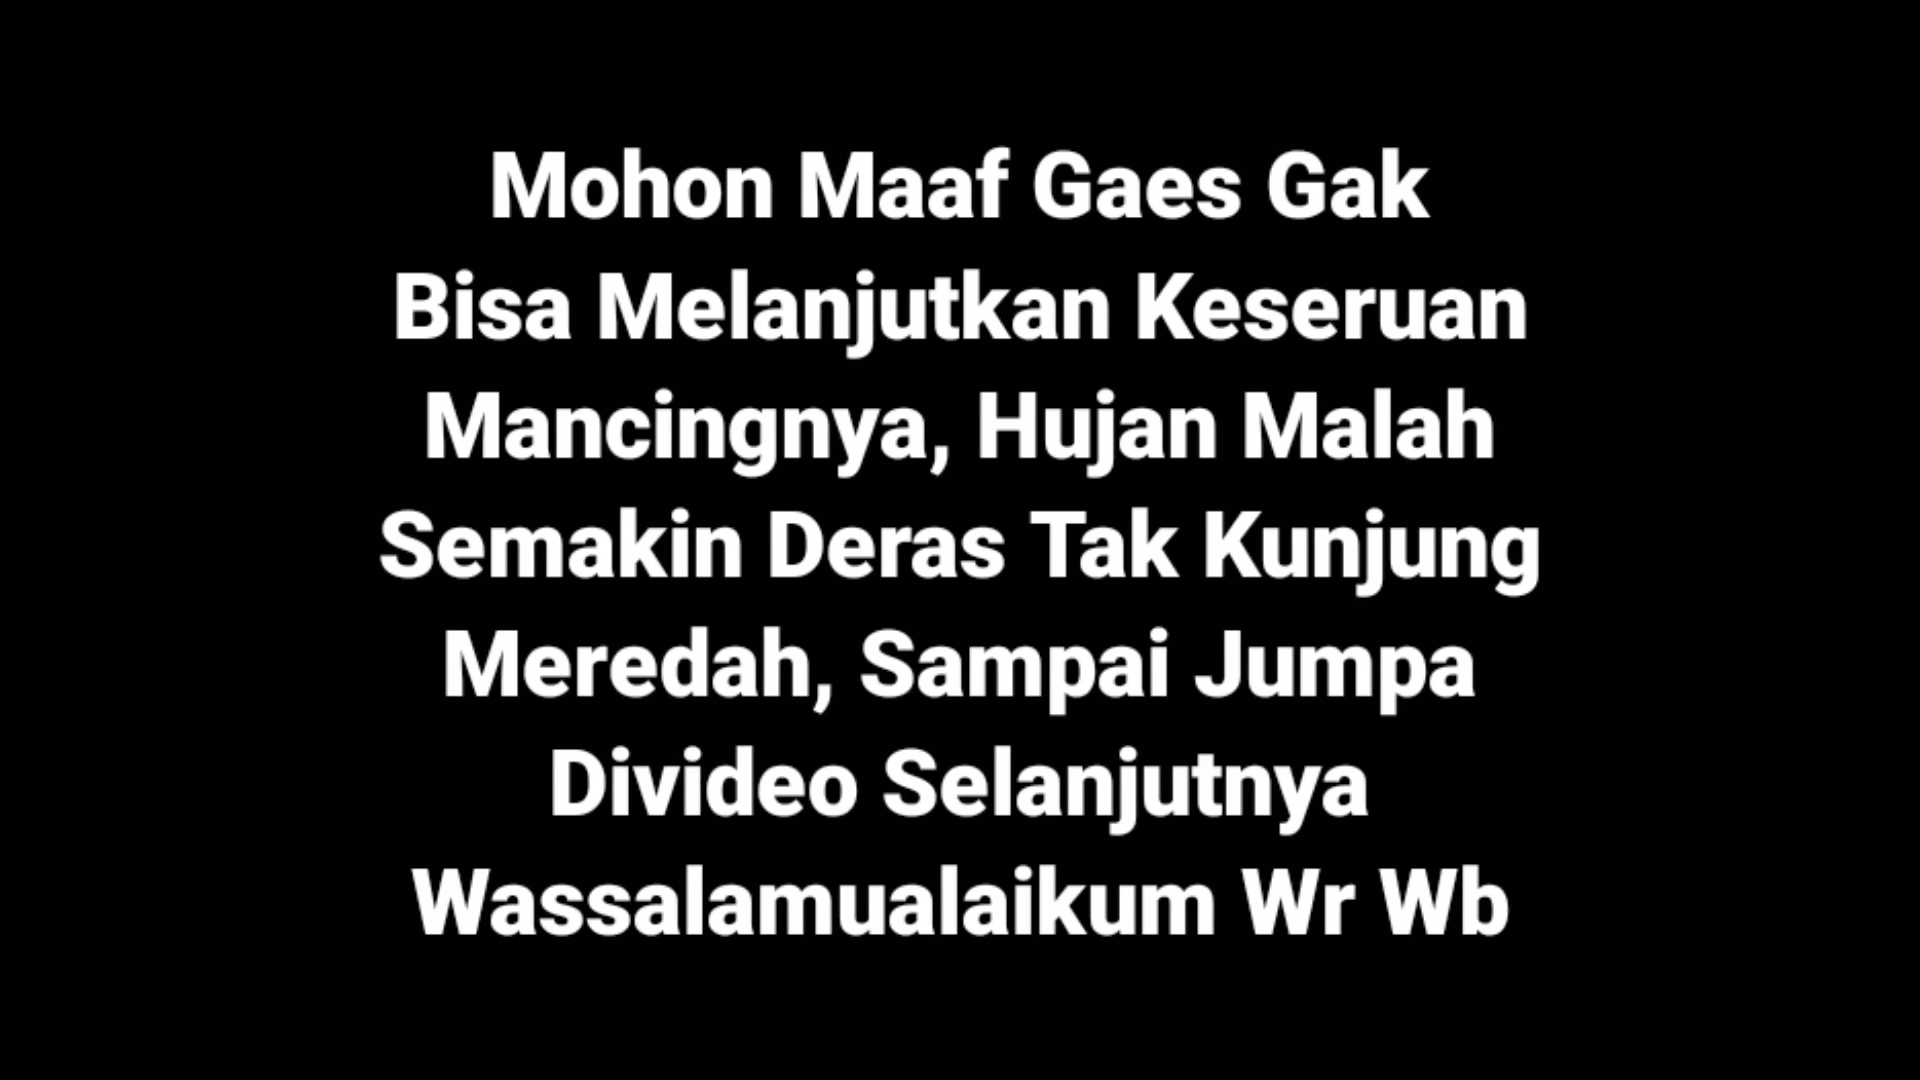 Mohon Maaf Gaes Gak
Bisa Melanjutkan Keseruan
Mancingnya, Hujan Malah
Semakin Deras Tak Kunjung
Meredah, Sampai Jumpa
Divideo Selanjutnya
Wassalamualaikum Wr Wb